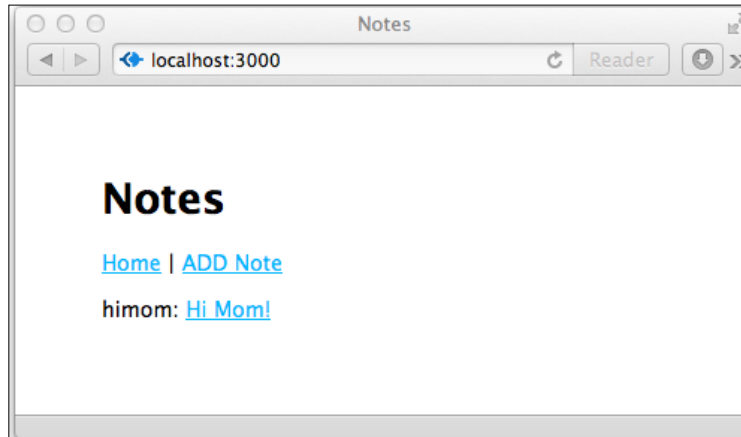 Notes
localhost:3000 Reader
Notes
Home | ADD Note
himom: Hi Mom!